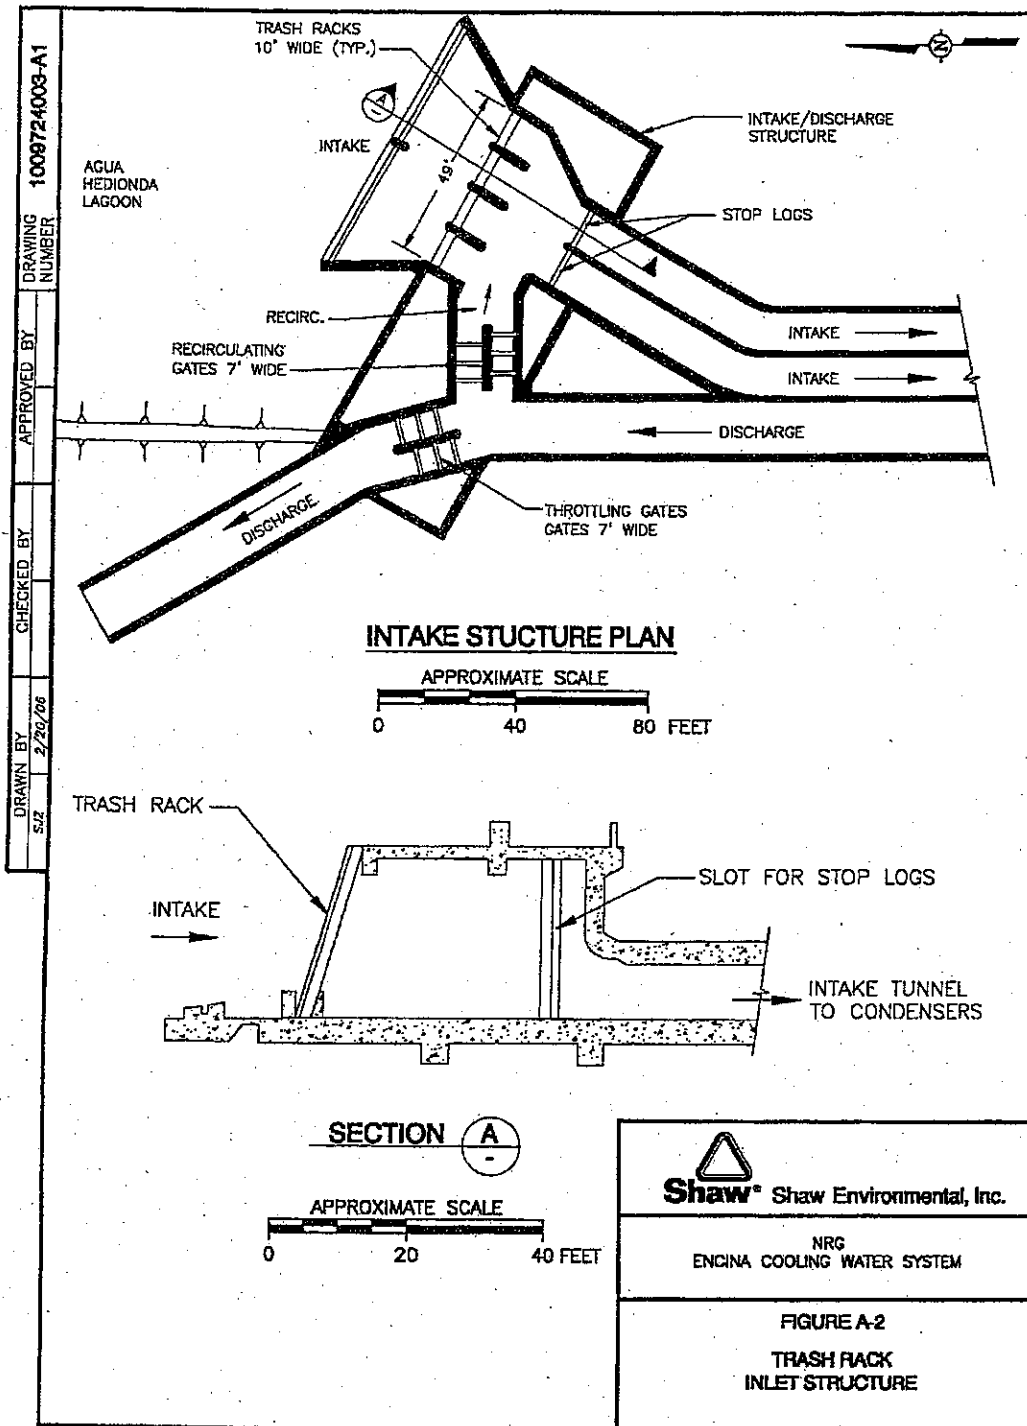 DRAWING NUMBER 1009724003-A1
APPROVED BY
CHECKED BY
DRAWN BY
SJZ 2/20/06
AGUA
HEDIONDA
LAGOON
TRASH RACKS
10' WIDE (TYP.)
A
-
INTAKE
49'
N
INTAKE/DISCHARGE
STRUCTURE
STOP LOGS
RECIRC.
RECIRCULATING
GATES 7' WIDE
INTAKE
INTAKE
DISCHARGE
DISCHARGE
THROTTLING GATES
GATES 7' WIDE
INTAKE STUCTURE PLAN
APPROXIMATE SCALE
0 40 80 FEET
TRASH RACK
INTAKE
SLOT FOR STOP LOGS
INTAKE TUNNEL
TO CONDENSERS
SECTION A
-
APPROXIMATE SCALE
0 20 40 FEET
Shaw® Shaw Environmental, Inc.
NRG
ENCINA COOLING WATER SYSTEM
FIGURE A-2
TRASH RACK
INLET STRUCTURE